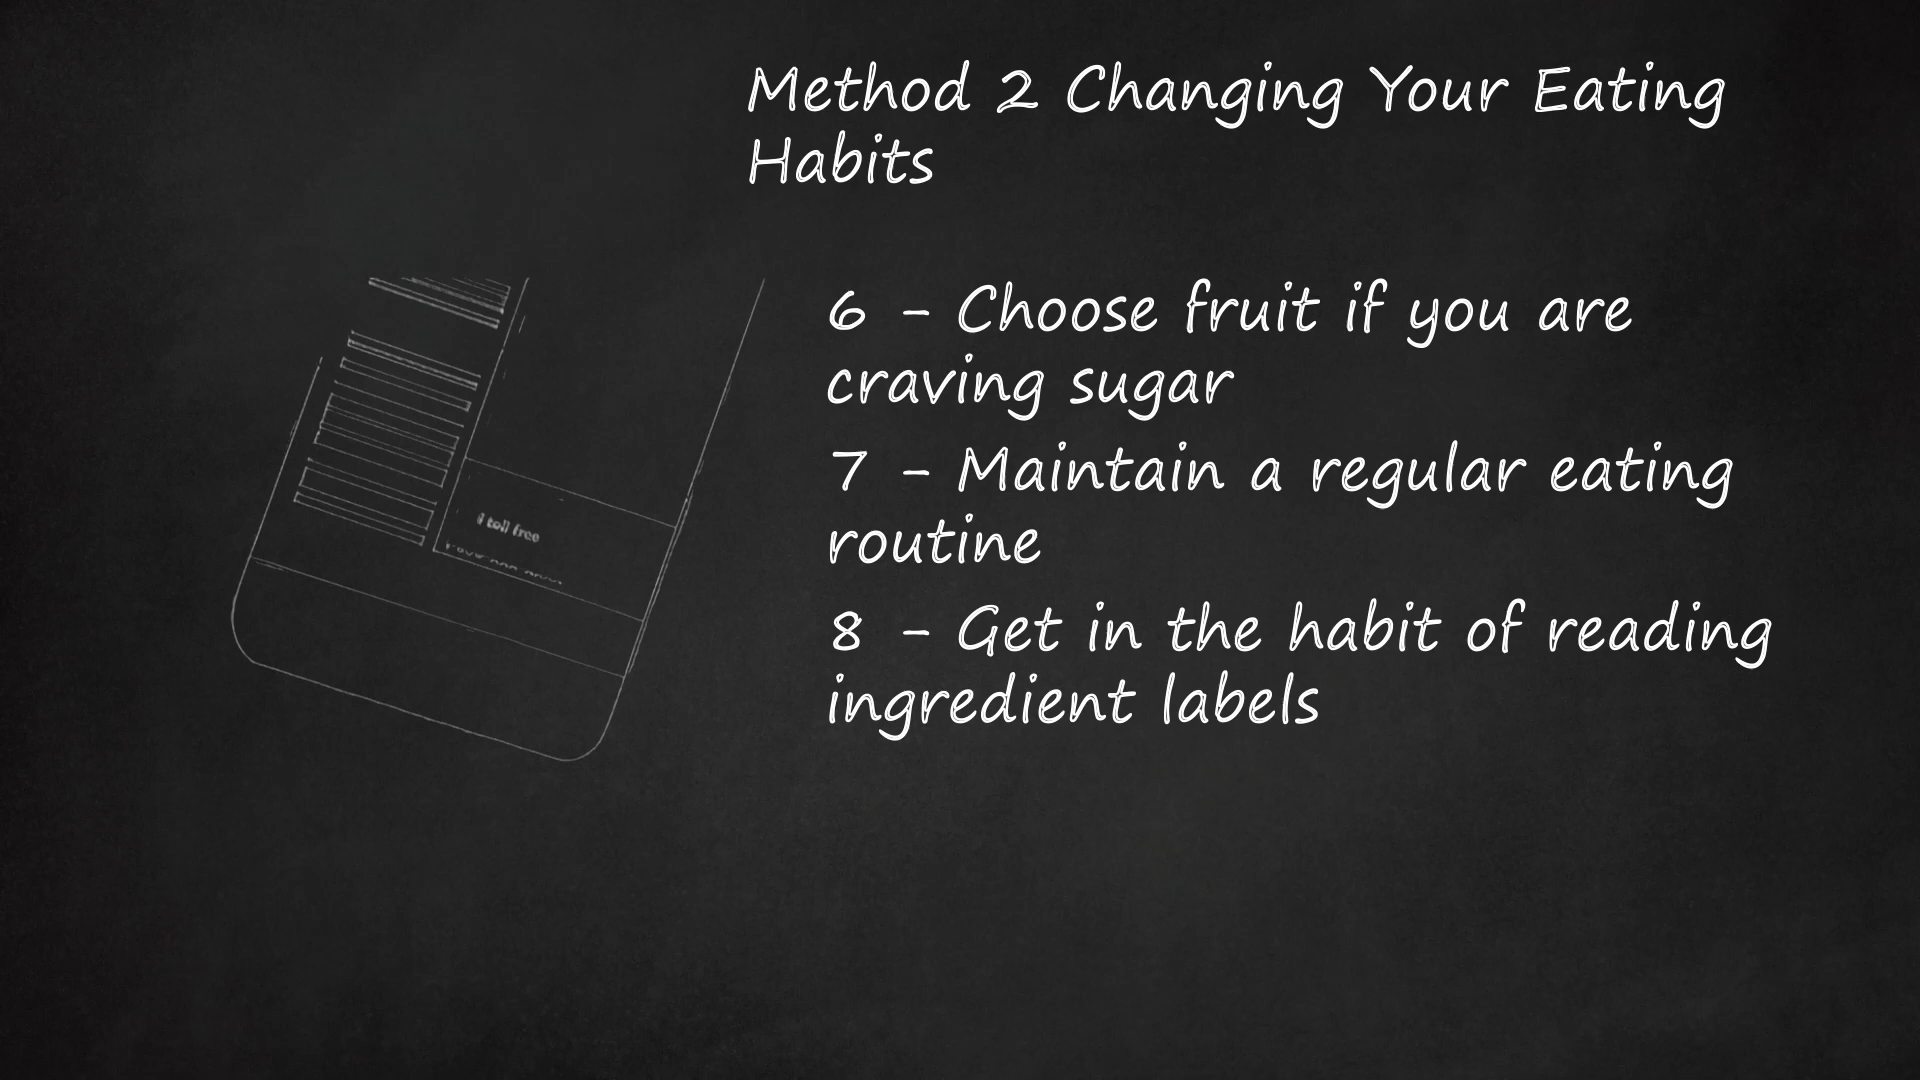 Method 2 Changing Your Eating
Habits
6 - Choose fruit if you are
craving sugar
7 - Maintain a regular eating
routine
8 - Get in the habit of reading
ingredient labels
toll free